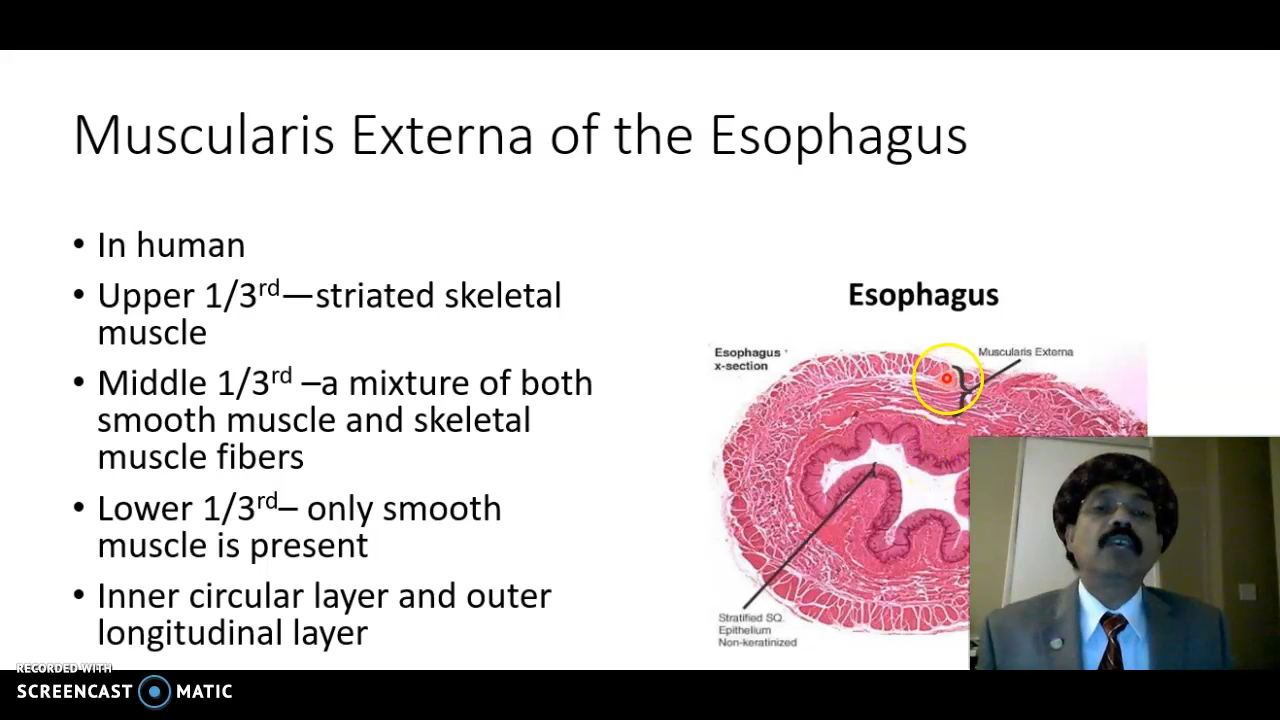 Muscularis Externa of the Esophagus
• In human
• Upper 1/3rd—striated skeletal
muscle
• Middle 1/3rd –a mixture of both
smooth muscle and skeletal
muscle fibers
• Lower 1/3rd– only smooth
muscle is present
• Inner circular layer and outer
longitudinal layer
Esophagus
Esophagus
x-section
Muscularis Externa
Stratified SQ.
Epithelium
Non-keratinized
RECORDED WITH
SCREENCAST MATIC